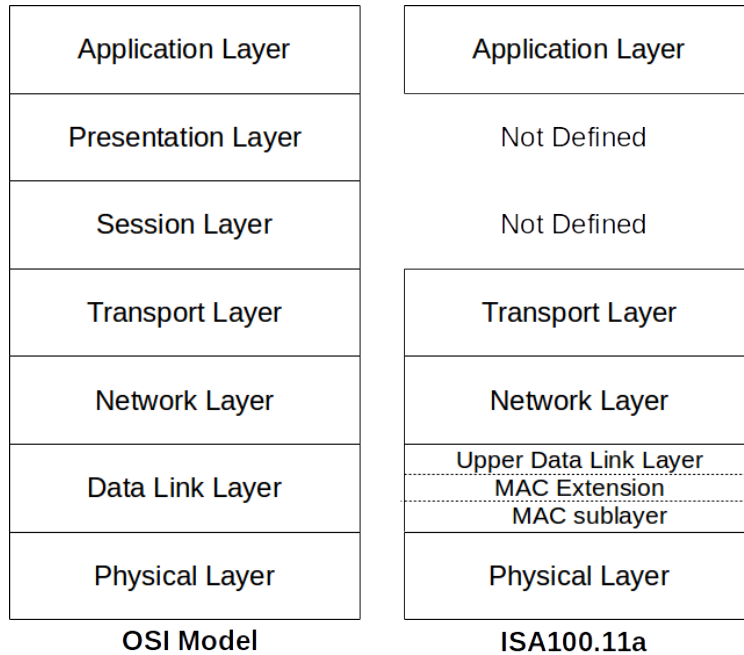 Application Layer
Presentation Layer
Session Layer
Transport Layer
Network Layer
Data Link Layer
Physical Layer
OSI Model
Application Layer
Not Defined
Not Defined
Transport Layer
Network Layer
Upper Data Link Layer
MAC Extension
MAC sublayer
Physical Layer
ISA100.11a